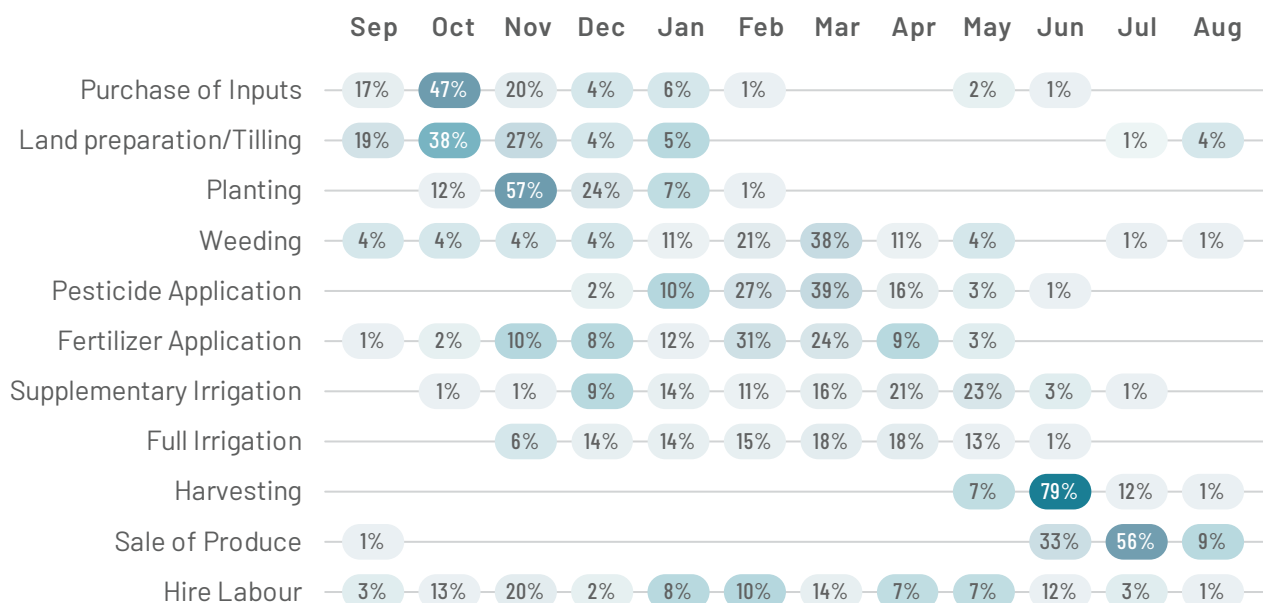 Sep Oct Nov Dec Jan Feb Mar Apr May Jun Jul Aug
Purchase of Inputs 17% 47% 20% 4% 6% 1% 2% 1%
Land preparation/Tilling 19% 38% 27% 4% 5% 1% 4%
Planting 12% 57% 24% 7% 1%
Weeding 4% 4% 4% 4% 11% 21% 38% 11% 4% 1% 1%
Pesticide Application 2% 10% 27% 39% 16% 3% 1%
Fertilizer Application 1% 2% 10% 8% 12% 31% 24% 9% 3%
Supplementary Irrigation 1% 1% 9% 14% 11% 16% 21% 23% 3% 1%
Full Irrigation 6% 14% 14% 15% 18% 18% 13% 1%
Harvesting 7% 79% 12% 1%
Sale of Produce 1% 33% 56% 9%
Hire Labour 3% 13% 20% 2% 8% 10% 14% 7% 7% 12% 3% 1%